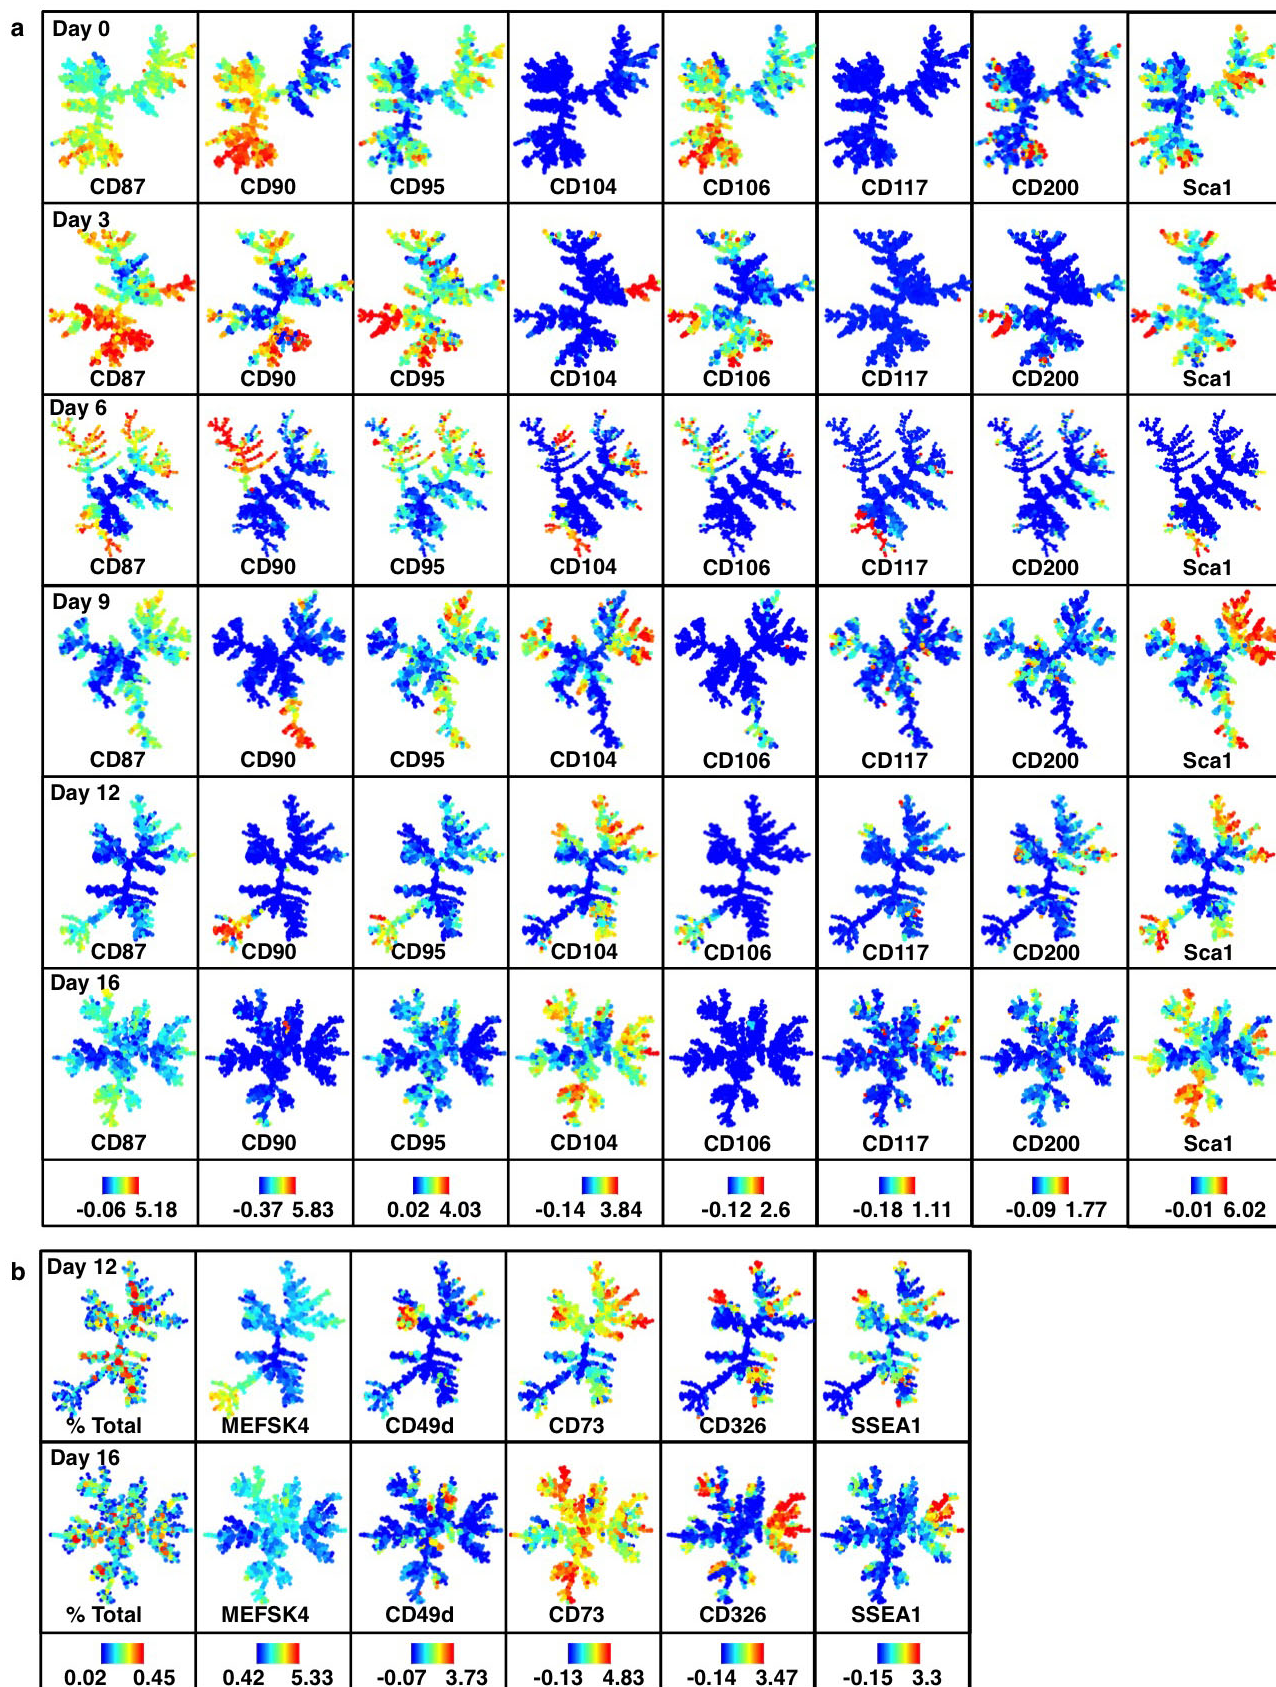 a
Day 0
CD87 CD90 CD95 CD104 CD106 CD117 CD200 Sca1
Day 3
CD87 CD90 CD95 CD104 CD106 CD117 CD200 Sca1
Day 6
CD87 CD90 CD95 CD104 CD106 CD117 CD200 Sca1
Day 9
CD87 CD90 CD95 CD104 CD106 CD117 CD200 Sca1
Day 12
CD87 CD90 CD95 CD104 CD106 CD117 CD200 Sca1
Day 16
CD87 CD90 CD95 CD104 CD106 CD117 CD200 Sca1
-0.06 5.18 -0.37 5.83 0.02 4.03 -0.14 3.84 -0.12 2.6 -0.18 1.11 -0.09 1.77 -0.01 6.02
b
Day 12
% Total MEFSK4 CD49d CD73 CD326 SSEA1
Day 16
% Total MEFSK4 CD49d CD73 CD326 SSEA1
0.02 0.45 0.42 5.33 -0.07 3.73 -0.13 4.83 -0.14 3.47 -0.15 3.3